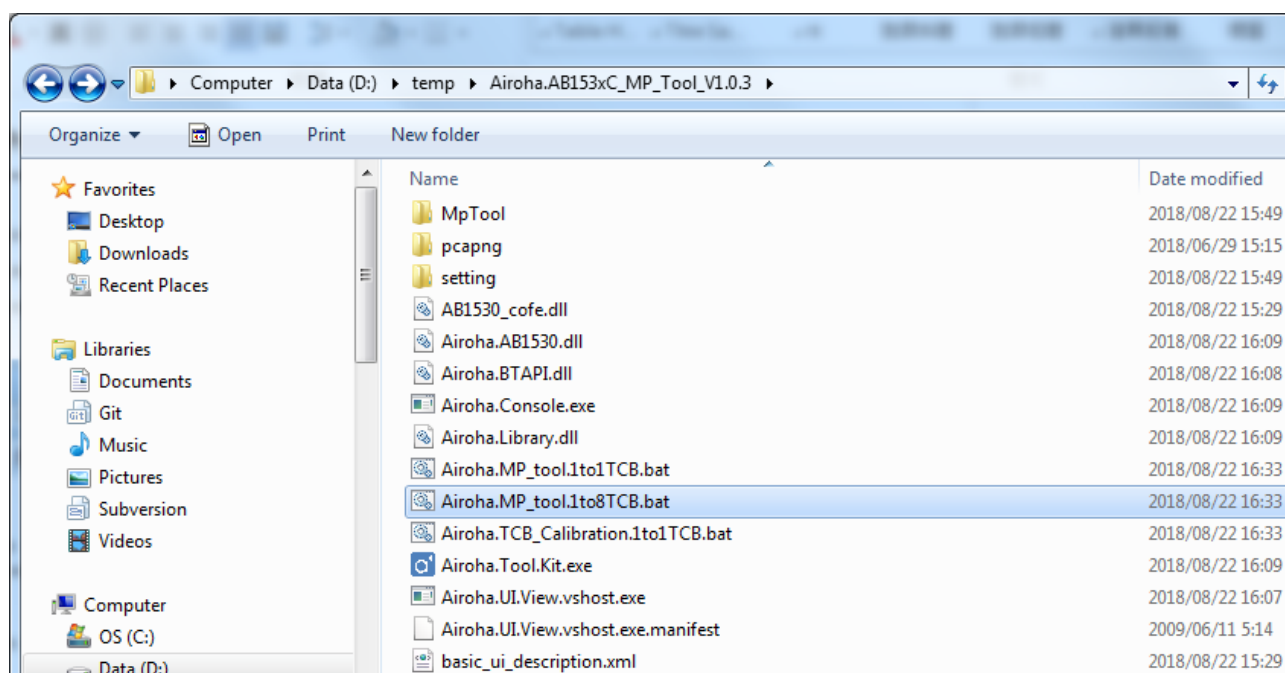 Computer ▸ Data (D:) ▸ temp ▸ Airoha.AB153xC_MP_Tool_V1.0.3 ▸
Organize Open Print New folder
Favorites
Desktop
Downloads
Recent Places
Libraries
Documents
Git
Music
Pictures
Subversion
Videos
Computer
OS (C:)
Data (D:)
Name Date modified
MpTool 2018/08/22 15:49
pcapng 2018/06/29 15:15
setting 2018/08/22 15:49
AB1530_cofe.dll 2018/08/22 15:29
Airoha.AB1530.dll 2018/08/22 16:09
Airoha.BTAPI.dll 2018/08/22 16:08
Airoha.Console.exe 2018/08/22 16:09
Airoha.Library.dll 2018/08/22 16:09
Airoha.MP_tool.1to1TCB.bat 2018/08/22 16:33
Airoha.MP_tool.1to8TCB.bat 2018/08/22 16:33
Airoha.TCB_Calibration.1to1TCB.bat 2018/08/22 16:33
Airoha.Tool.Kit.exe 2018/08/22 16:09
Airoha.UI.View.vshost.exe 2018/08/22 16:07
Airoha.UI.View.vshost.exe.manifest 2009/06/11 5:14
basic_ui_description.xml 2018/08/22 15:29